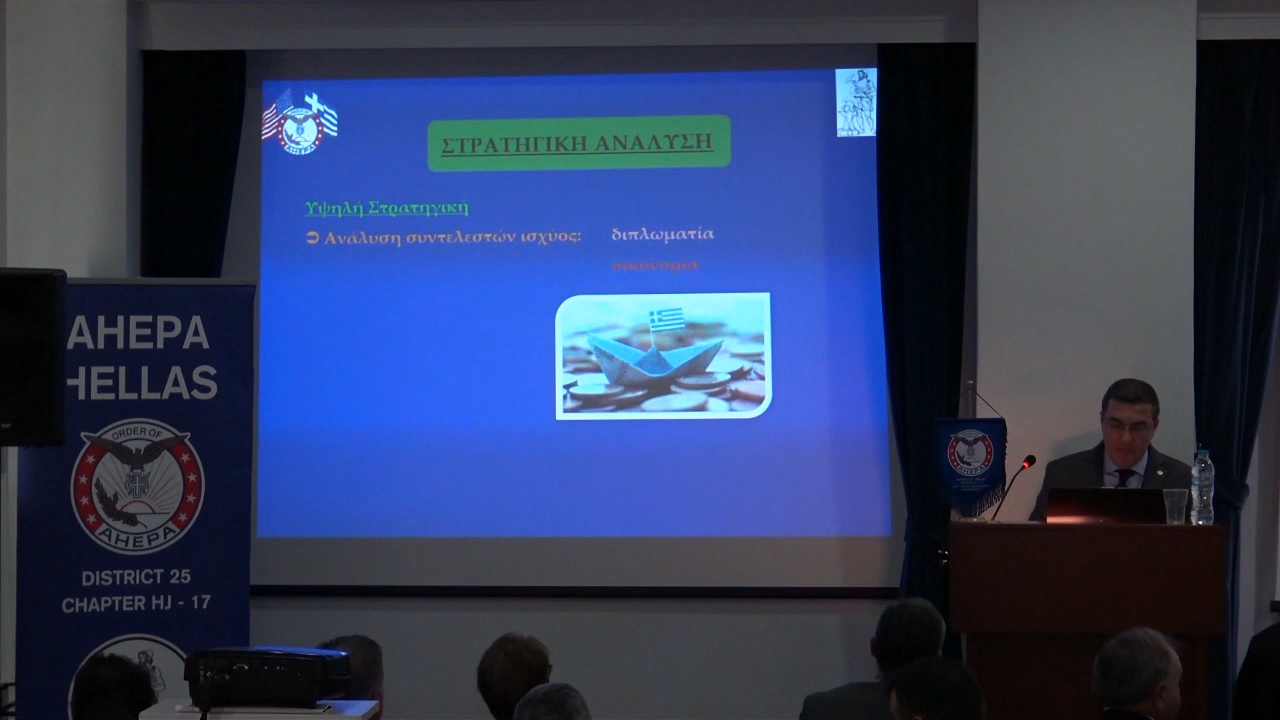 ΣΤΡΑΤΗΓΙΚΗ ΑΝΑΛΥΣΗ
Υψηλή Στρατηγική
Ανάλυση συντελεστών ισχύος: διπλωματία
οικονομία
AHEPA
AHEPA
HELLAS
ORDER OF
AHEPA
DISTRICT 25
CHAPTER HJ - 17